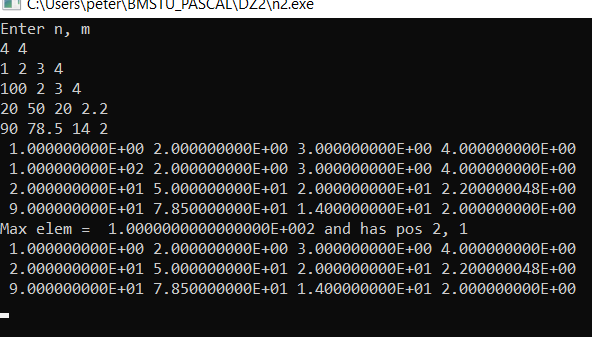 C:\Users\peter\BMSTU_PASCAL\DZ2\n2.exe
Enter n, m
4 4
1 2 3 4
100 2 3 4
20 50 20 2.2
90 78.5 14 2
 1.000000000E+00 2.000000000E+00 3.000000000E+00 4.000000000E+00
 1.000000000E+02 2.000000000E+00 3.000000000E+00 4.000000000E+00
 2.000000000E+01 5.000000000E+01 2.000000000E+01 2.200000048E+00
 9.000000000E+01 7.850000000E+01 1.400000000E+01 2.000000000E+00
Max elem =  1.0000000000000000E+002 and has pos 2, 1
 1.000000000E+00 2.000000000E+00 3.000000000E+00 4.000000000E+00
 2.000000000E+01 5.000000000E+01 2.000000000E+01 2.200000048E+00
 9.000000000E+01 7.850000000E+01 1.400000000E+01 2.000000000E+00